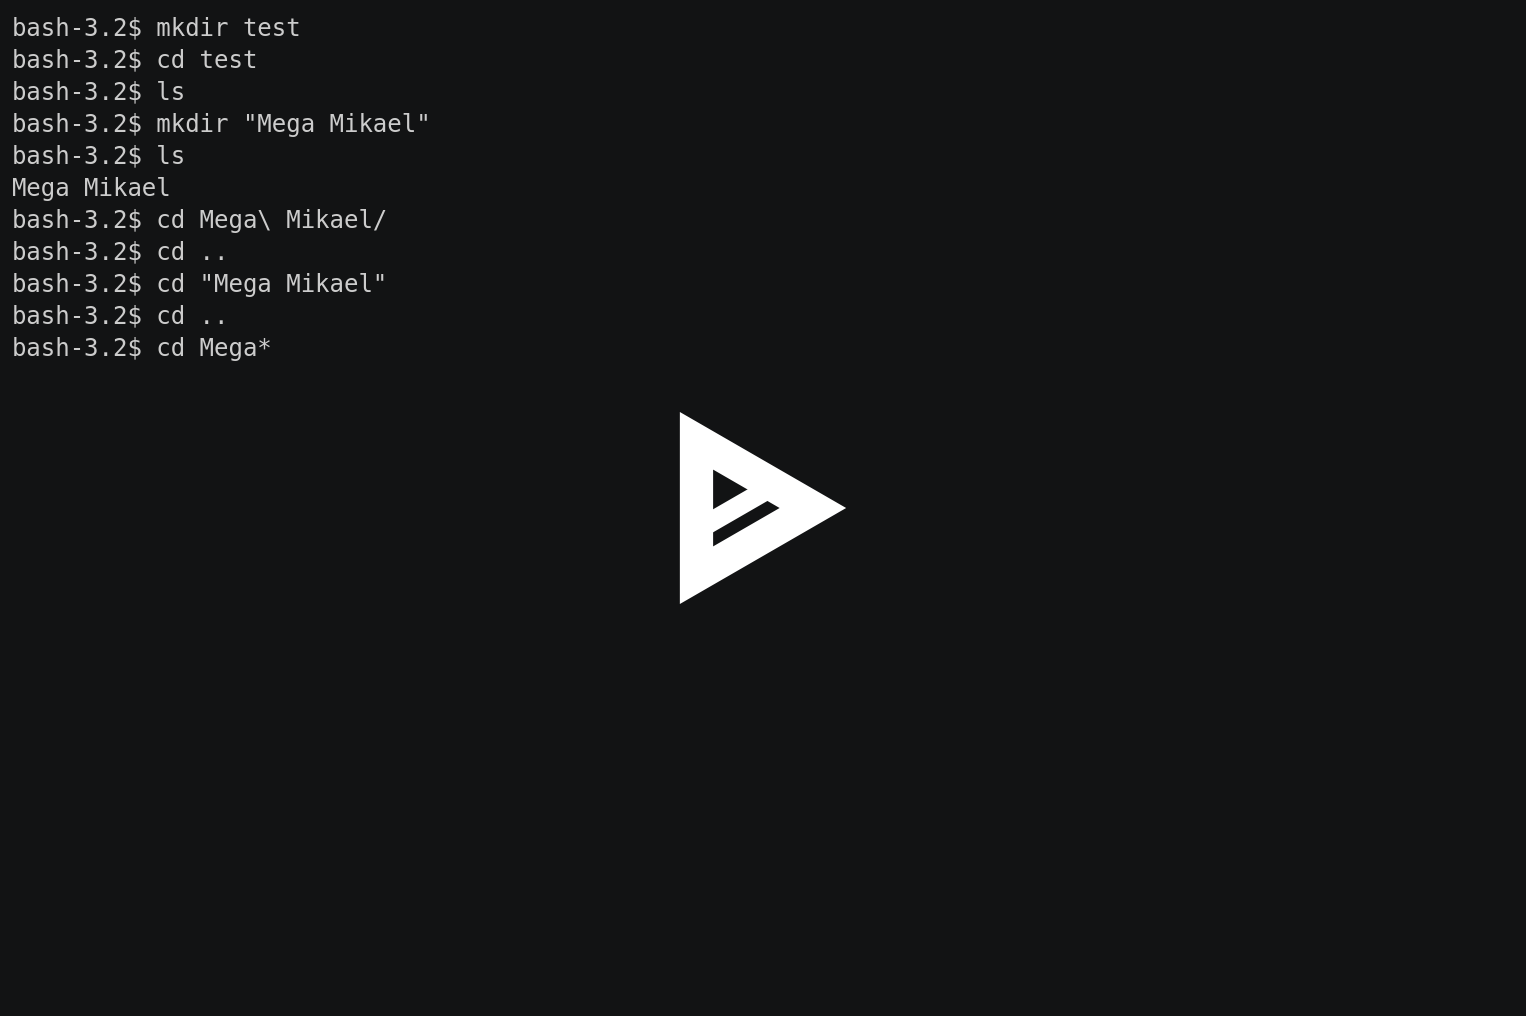 bash-3.2$ mkdir test
bash-3.2$ cd test
bash-3.2$ ls
bash-3.2$ mkdir "Mega Mikael"
bash-3.2$ ls
Mega Mikael
bash-3.2$ cd Mega\ Mikael/
bash-3.2$ cd ..
bash-3.2$ cd "Mega Mikael"
bash-3.2$ cd ..
bash-3.2$ cd Mega*